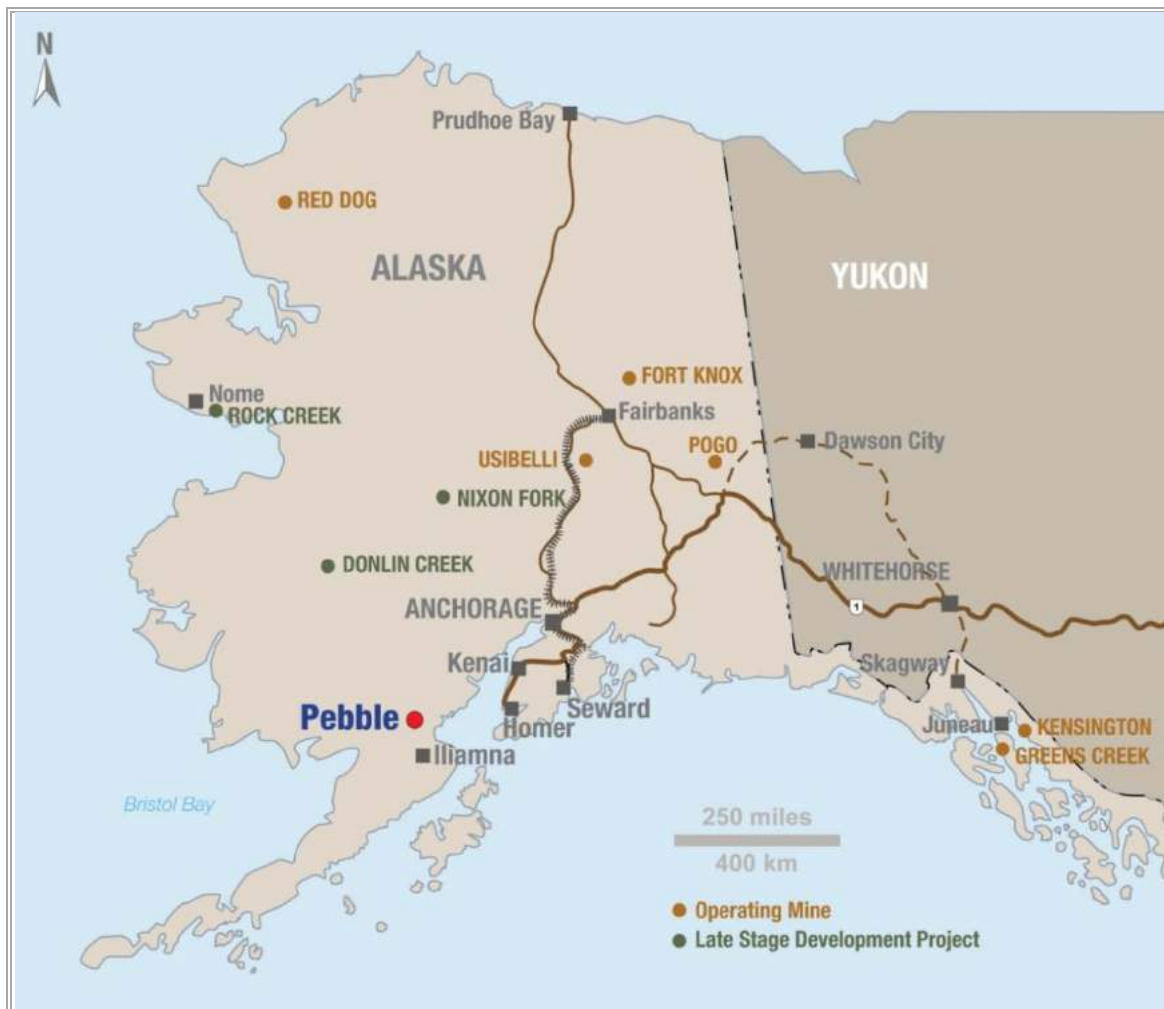 N
Prudhoe Bay
RED DOG
ALASKA
YUKON
FORT KNOX
Nome
ROCK CREEK
Fairbanks
USIBELLI
POGO
Dawson City
NIXON FORK
DONLIN CREEK
WHITEHORSE
1
ANCHORAGE
Kenai
Skagway
Pebble
Homer
Seward
Juneau
KENSINGTON
GREENS CREEK
Iliamna
Bristol Bay
250 miles
400 km
Operating Mine
Late Stage Development Project